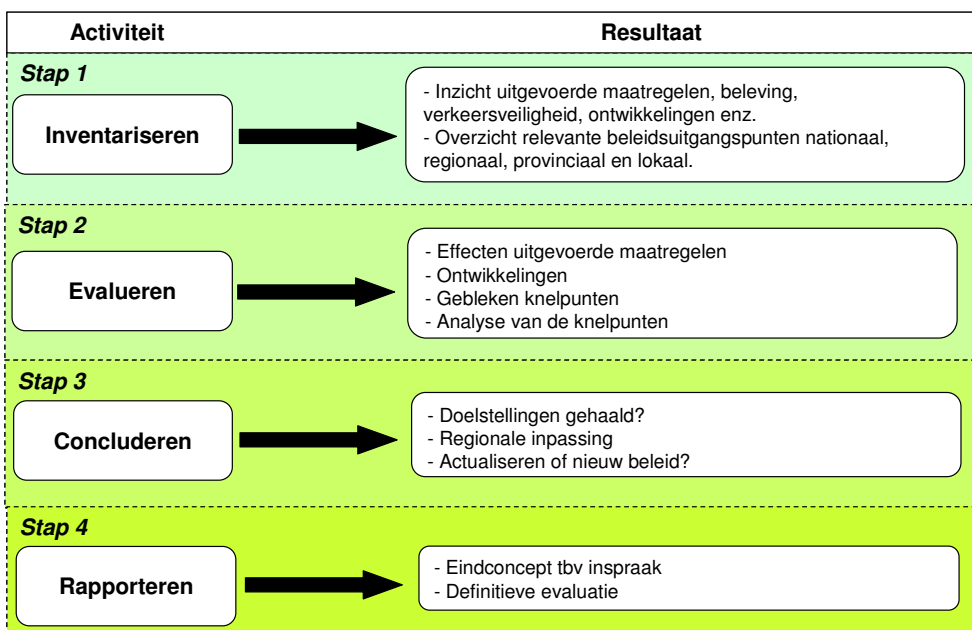 Activiteit Resultaat
Stap 1
Inventariseren
- Inzicht uitgevoerde maatregelen, beleving,
verkeersveiligheid, ontwikkelingen enz.
- Overzicht relevante beleidsuitgangspunten nationaal,
regionaal, provinciaal en lokaal.
Stap 2
Evalueren
- Effecten uitgevoerde maatregelen
- Ontwikkelingen
- Gebleken knelpunten
- Analyse van de knelpunten
Stap 3
Concluderen
- Doelstellingen gehaald?
- Regionale inpassing
- Actualiseren of nieuw beleid?
Stap 4
Rapporteren
- Eindconcept tbv inspraak
- Definitieve evaluatie